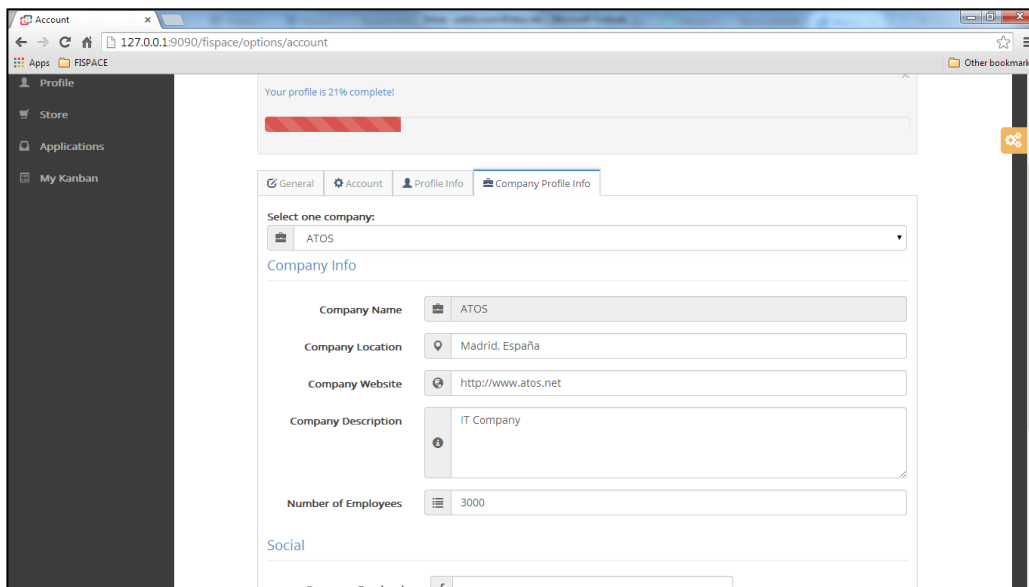 Account
127.0.0.1:9090/fispace/options/account
Apps FISPACE Other bookmark
Profile
Store
Applications
My Kanban
Your profile is 21% complete!
General Account Profile Info Company Profile Info
Select one company:
ATOS
Company Info
Company Name ATOS
Company Location Madrid, España
Company Website http://www.atos.net
Company Description IT Company
Number of Employees 3000
Social